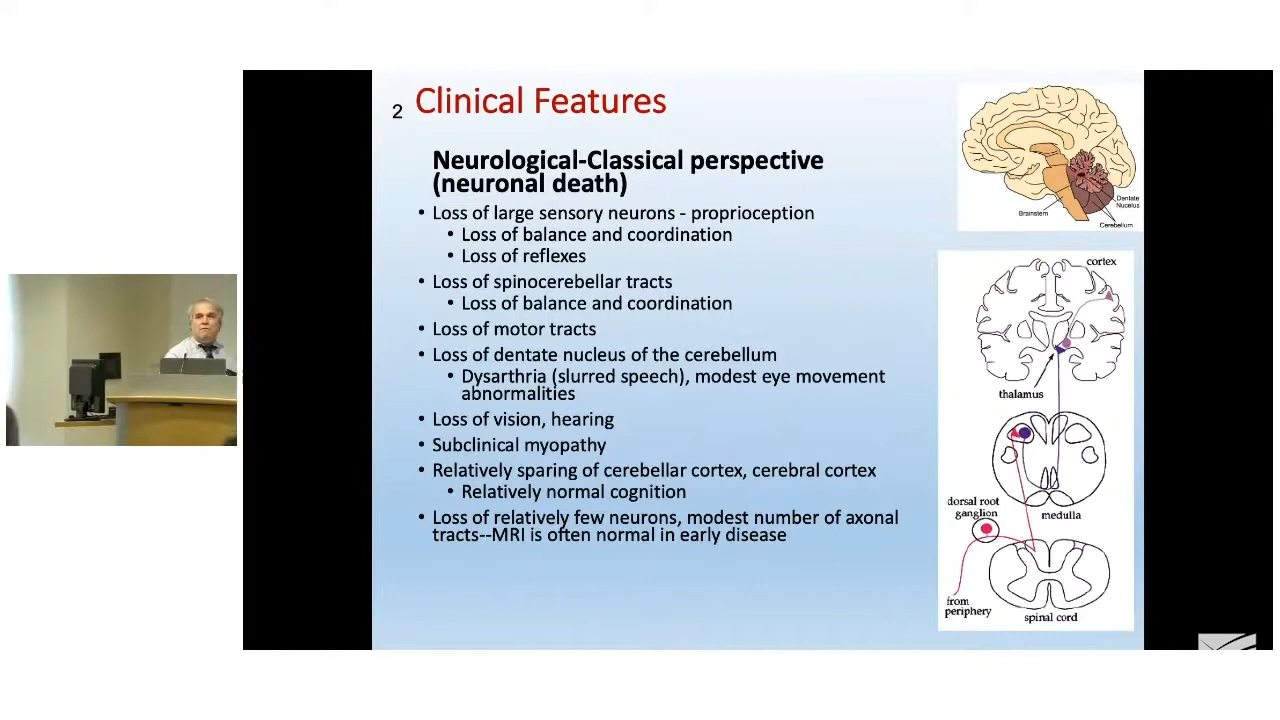 2 Clinical Features
Neurological-Classical perspective
(neuronal death)
• Loss of large sensory neurons - proprioception
• Loss of balance and coordination
• Loss of reflexes
• Loss of spinocerebellar tracts
• Loss of balance and coordination
• Loss of motor tracts
• Loss of dentate nucleus of the cerebellum
• Dysarthria (slurred speech), modest eye movement
abnormalities
• Loss of vision, hearing
• Subclinical myopathy
• Relatively sparing of cerebellar cortex, cerebral cortex
• Relatively normal cognition
• Loss of relatively few neurons, modest number of axonal
tracts--MRI is often normal in early disease
Dentate
Nucleus
Brainstem
Cerebellum
cortex
thalamus
dorsal root
ganglion
medulla
from
periphery
spinal cord